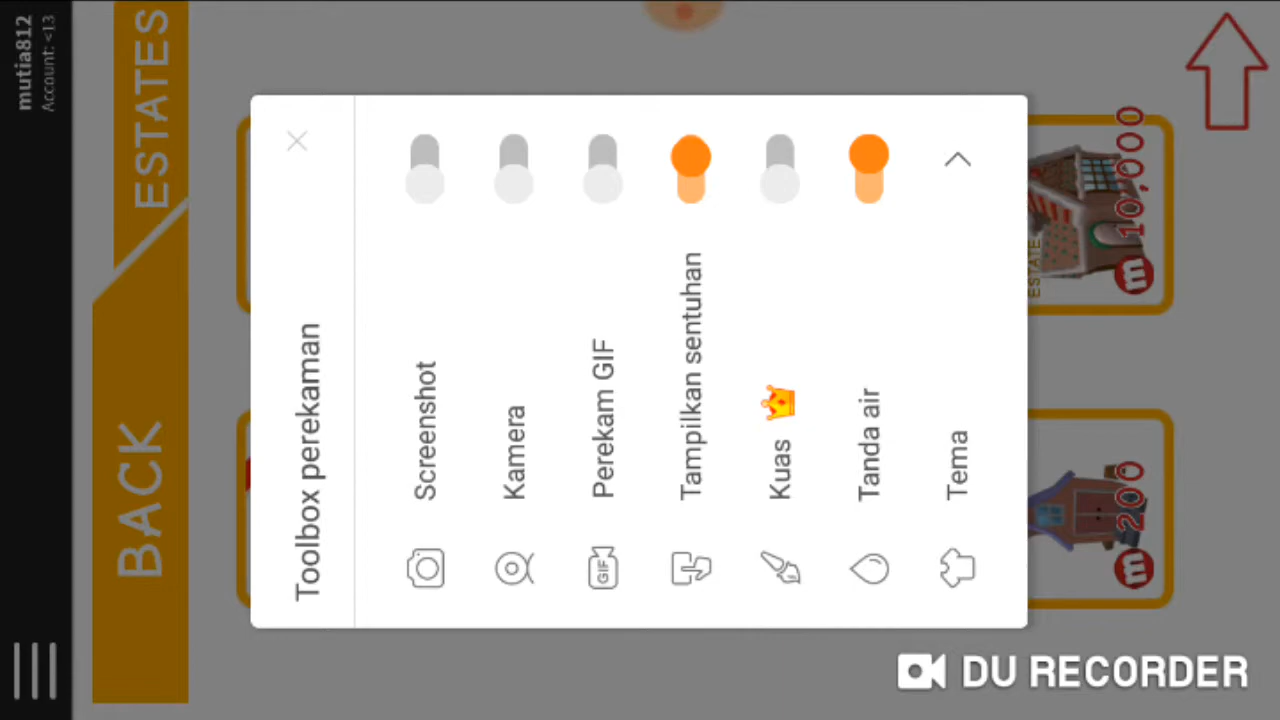 mutia812
Account: <13
ESTATES
BACK
Toolbox perekaman
Screenshot
Kamera
GIF
Perekam GIF
Tampilkan sentuhan
Kuas
Tanda air
Tema
ESTATE
m 10,000
m 200
DU RECORDER